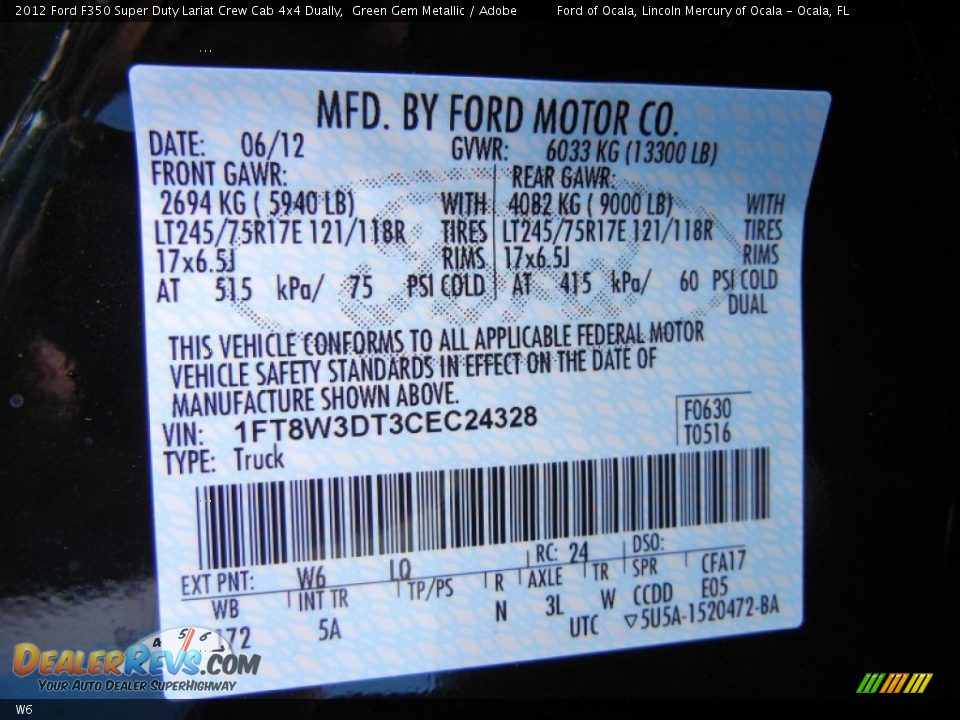 2012 Ford F350 Super Duty Lariat Crew Cab 4x4 Dually, Green Gem Metallic / Adobe Ford of Ocala, Lincoln Mercury of Ocala - Ocala, FL
MFD. BY FORD MOTOR CO.
DATE: 06/12 GVWR: 6033 KG (13300 LB)
FRONT GAWR: REAR GAWR:
2694 KG ( 5940 LB) WITH 4082 KG ( 9000 LB) WITH
LT245/75R17E 121/118R TIRES LT245/75R17E 121/118R TIRES
17x6.5J RIMS 17x6.5J RIMS
AT 515 kPa/ 75 PSI COLD AT 415 kPa/ 60 PSI COLD
DUAL
THIS VEHICLE CONFORMS TO ALL APPLICABLE FEDERAL MOTOR
VEHICLE SAFETY STANDARDS IN EFFECT ON THE DATE OF
MANUFACTURE SHOWN ABOVE.
VIN: 1FT8W3DT3CEC24328 F0630
T0516
TYPE: Truck
EXT PNT: W6 LQ RC: 24 DSO:
WB INT TR TP/PS R AXLE TR SPR CFA17
172 5A N 3L W CCDD E05
UTC ▽5U5A-1520472-BA
4 5 6
DEALERREVS.COM
YOUR AUTO DEALER SUPERHIGHWAY
W6